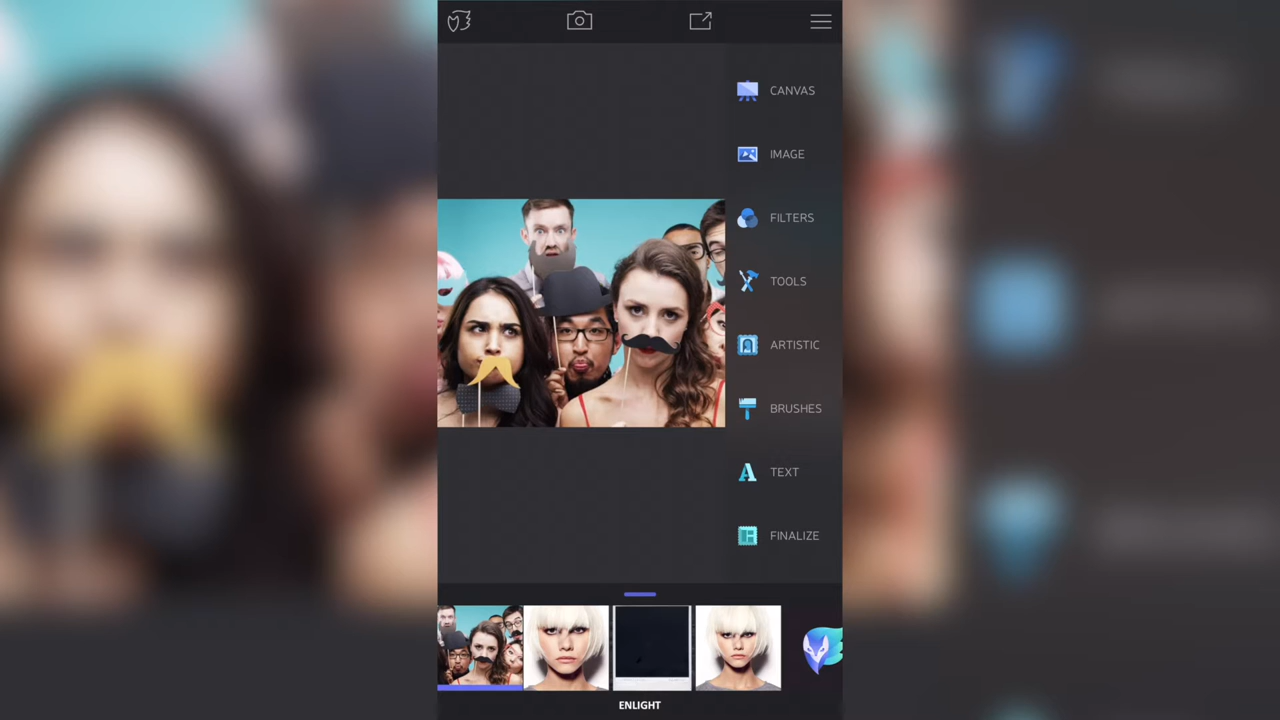 CANVAS
IMAGE
FILTERS
TOOLS
ARTISTIC
BRUSHES
TEXT
FINALIZE
ENLIGHT